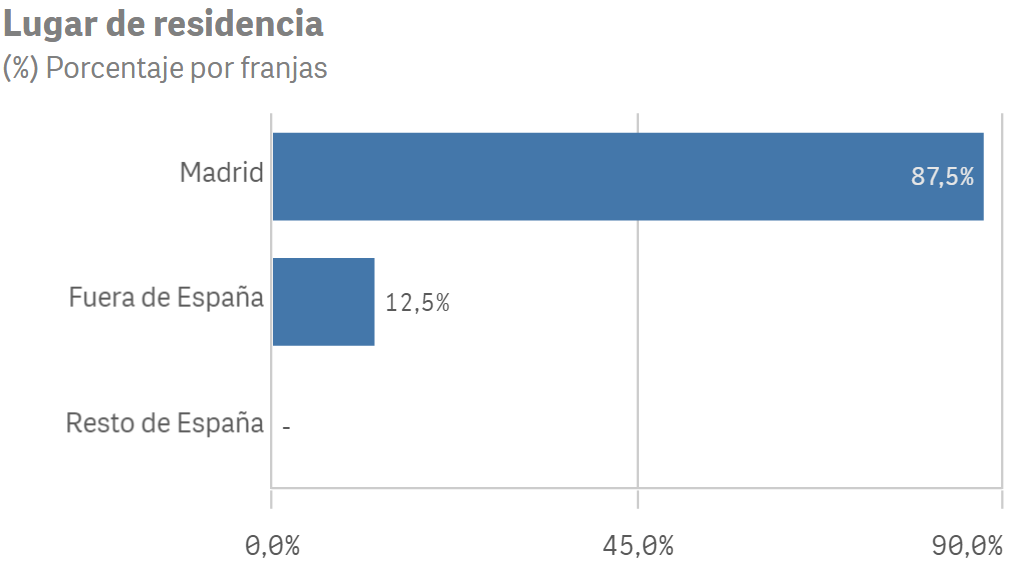 Lugar de residencia
(%) Porcentaje por franjas
Madrid 87,5%
Fuera de España 12,5%
Resto de España -
0,0% 45,0% 90,0%